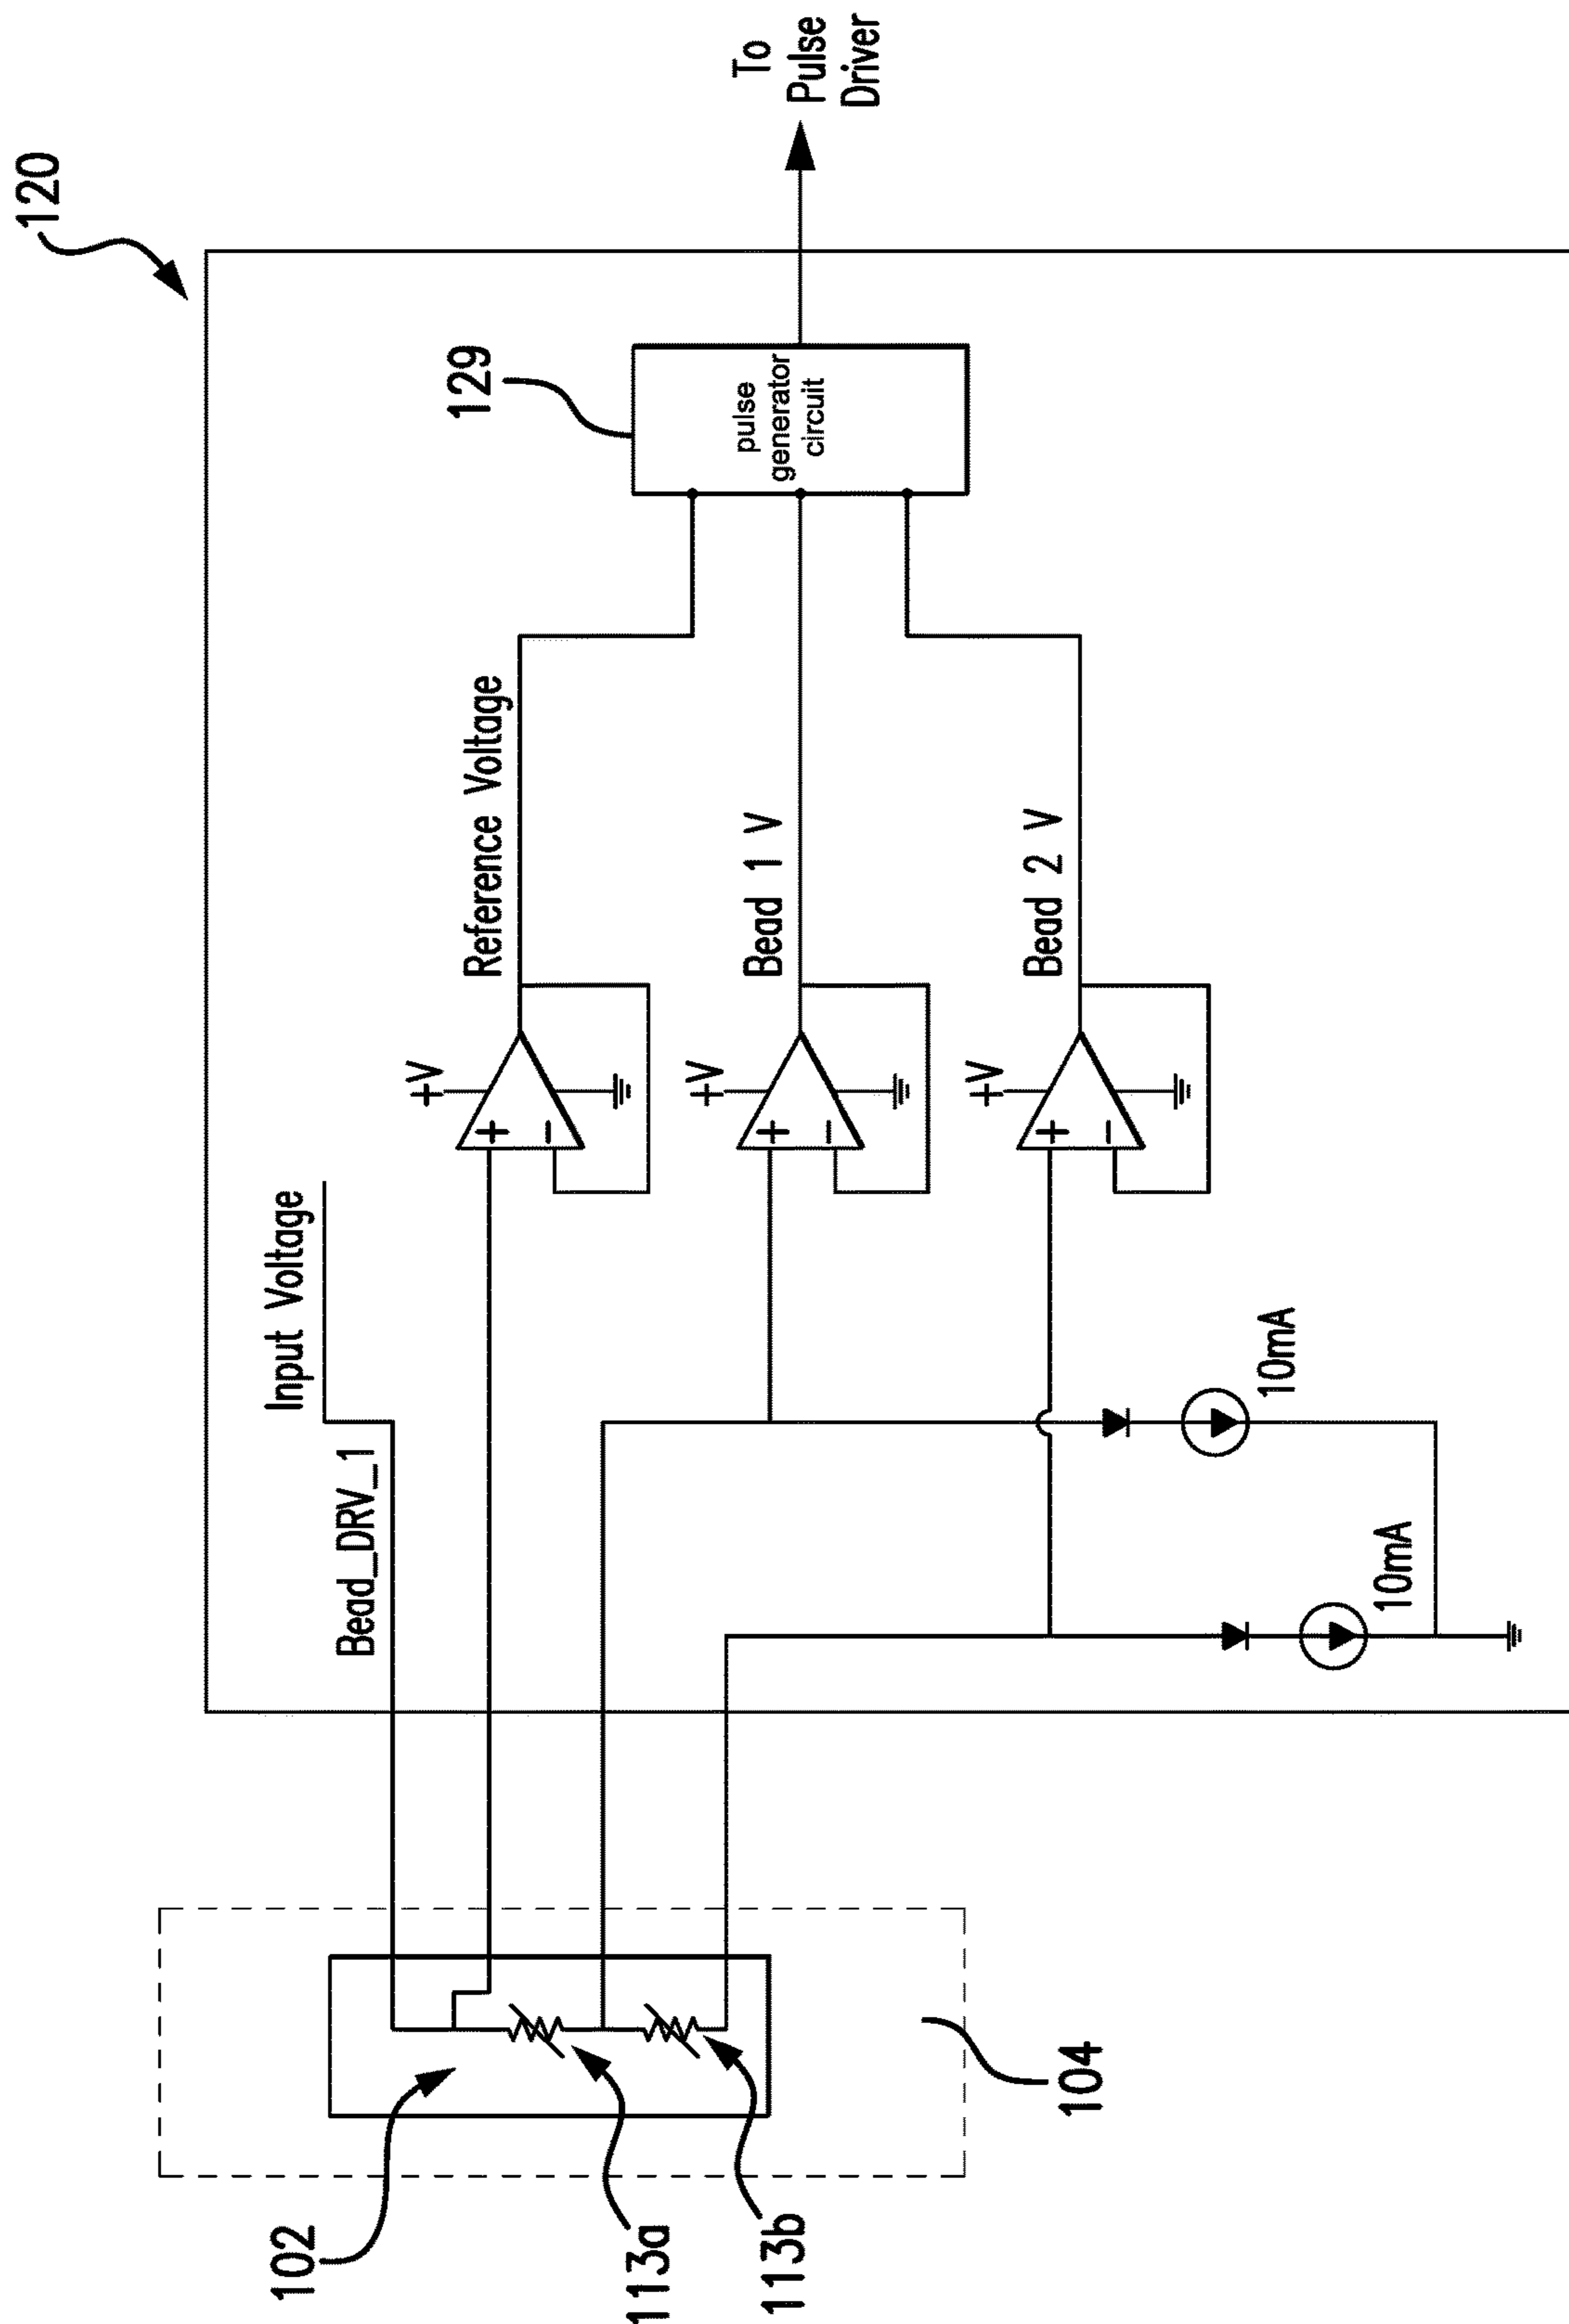 120
Input Voltage
Bead_DRV_1
Reference Voltage
129
pulse
generator
circuit
To
Pulse
Driver
+V
+
−
Bead 1 V
+V
+
−
Bead 2 V
+V
+
−
10mA
10mA
102
113a
113b
104